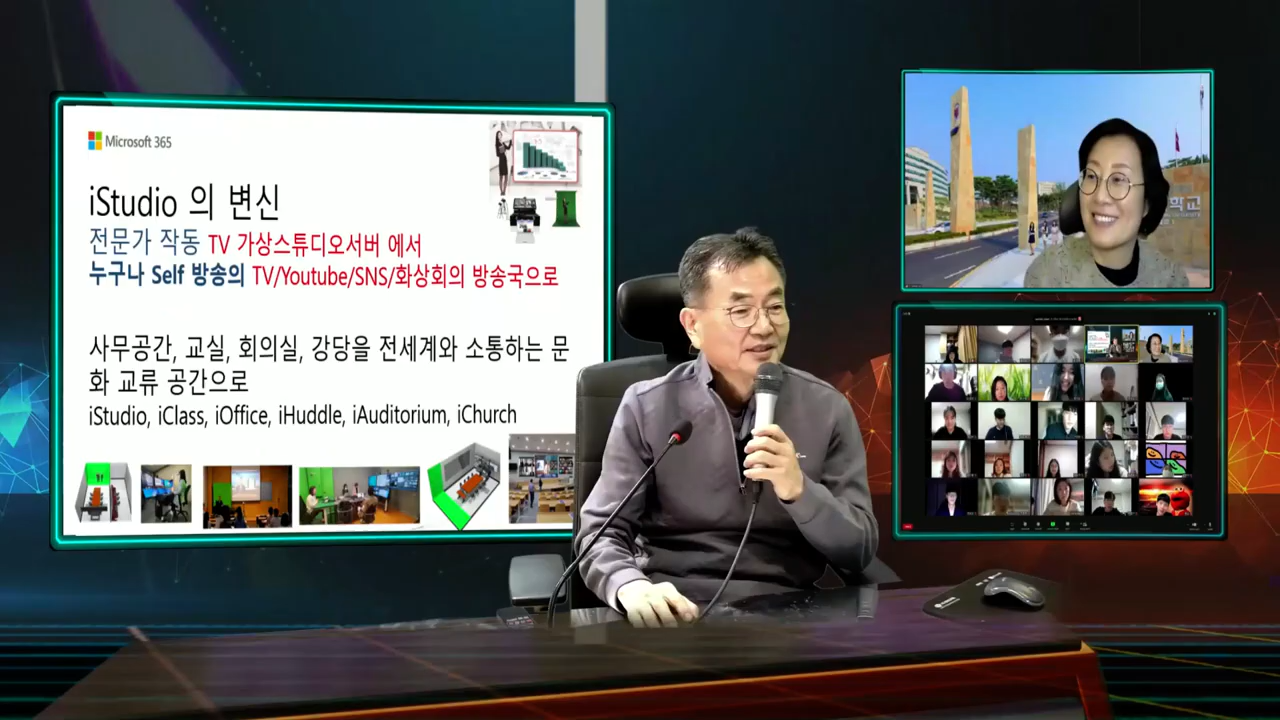 Microsoft 365
iStudio 의 변신
전문가 작동 TV 가상스튜디오서버 에서
누구나 Self 방송의 TV/Youtube/SNS/화상회의 방송국으로
사무공간, 교실, 회의실, 강당을 전세계와 소통하는 문
화 교류 공간으로
iStudio, iClass, iOffice, iHuddle, iAuditorium, iChurch
학교